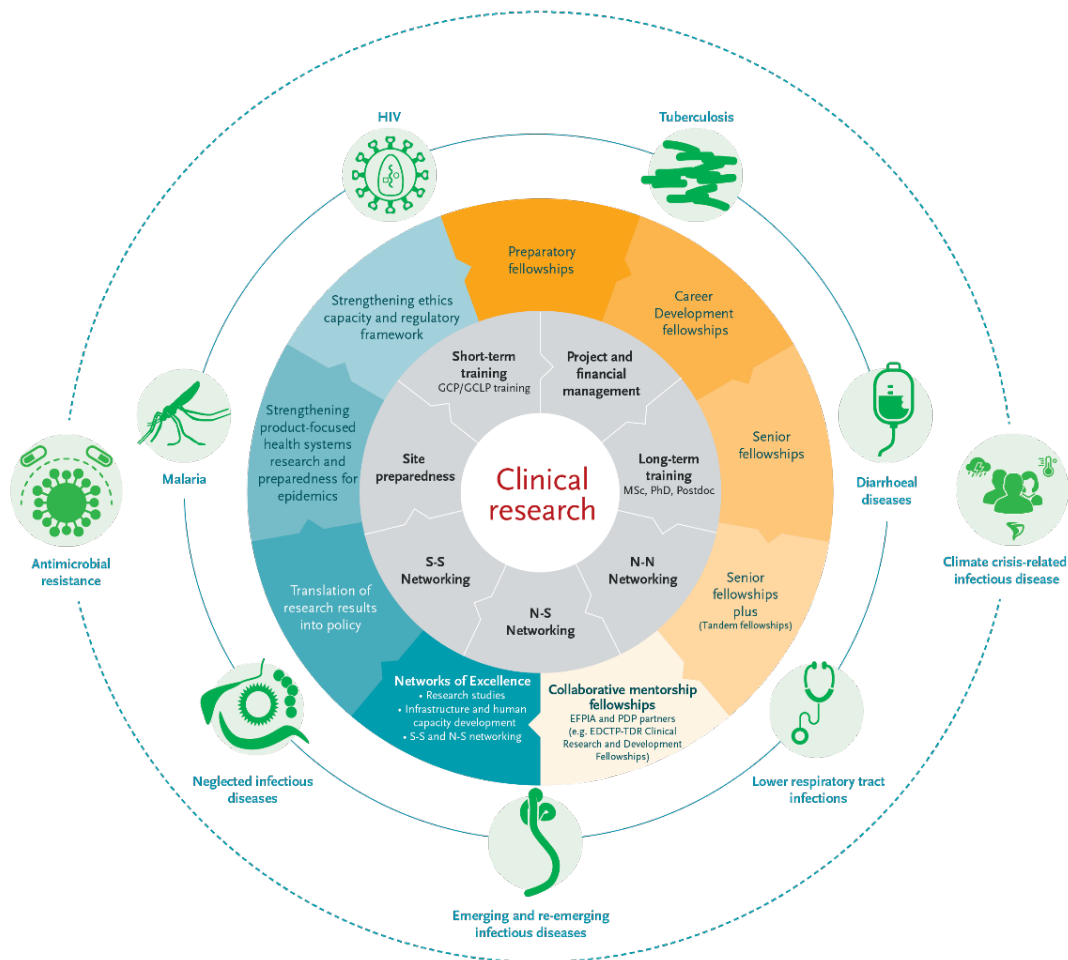 HIV
Tuberculosis
Preparatory
fellowships
Career
Development
fellowships
Senior
fellowships
Senior
fellowships
plus
(Tandem fellowships)
Collaborative mentorship
fellowships
EFPIA and PDP partners
(e.g. EDCTP-TDR Clinical
Research and Development
Fellowships)
Networks of Excellence
• Research studies
• Infrastructure and human
capacity development
• S-S and N-S networking
Translation of
research results
into policy
Strengthening
product-focused
health systems
research and
preparedness for
epidemics
Strengthening ethics
capacity and regulatory
framework
Short-term
training
GCP/GCLP training
Project and
financial
management
Long-term
training
MSc, PhD, Postdoc
N-N
Networking
N-S
Networking
S-S
Networking
Site
preparedness
Clinical
research
Malaria
Diarrhoeal
diseases
Antimicrobial
resistance
Climate crisis-related
infectious disease
Neglected infectious
diseases
Lower respiratory tract
infections
Emerging and re-emerging
infectious diseases